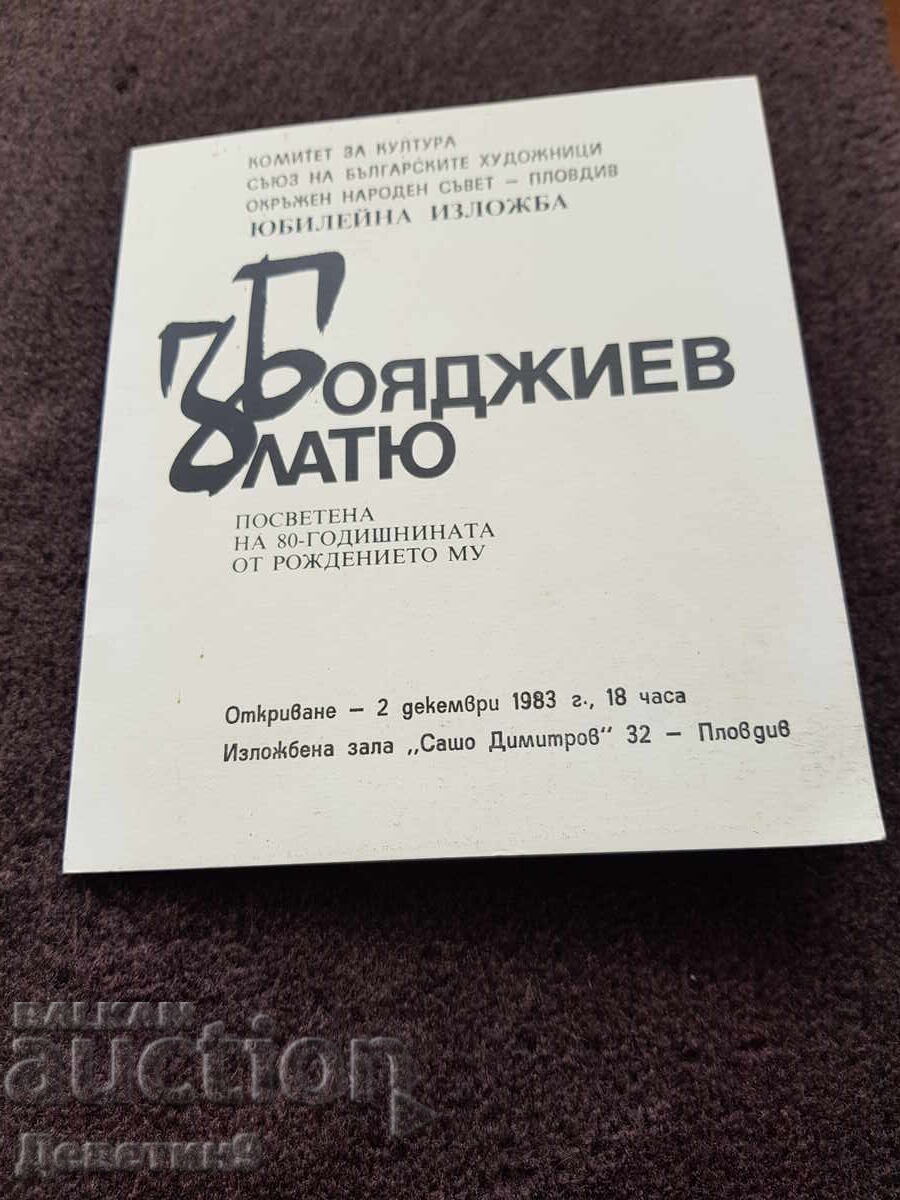 КОМИТЕТ ЗА КУЛТУРА
СЪЮЗ НА БЪЛГАРСКИТЕ ХУДОЖНИЦИ
ОКРЪЖЕН НАРОДЕН СЪВЕТ – ПЛОВДИВ
ЮБИЛЕЙНА ИЗЛОЖБА
БОЯДЖИЕВ
ЗЛАТЮ
ПОСВЕТЕНА
НА 80-ГОДИШНИНАТА
ОТ РОЖДЕНИЕТО МУ
Откриване – 2 декември 1983 г., 18 часа
Изложбена зала „Сашо Димитров" 32 – Пловдив
BALKAN
auction
Деветик9